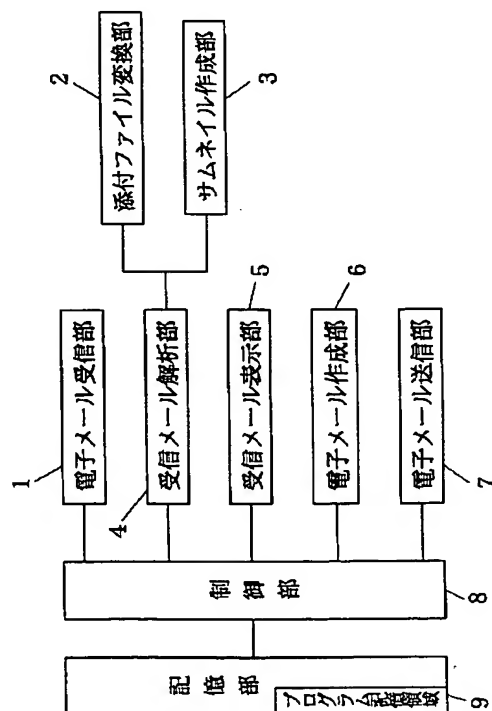 1
電子メール受信部
2
添付ファイル変換部
3
サムネイル作成部
4
受信メール解析部
5
受信メール表示部
6
電子メール作成部
7
電子メール送信部
制御部
8
記憶部
プログラム記憶領域
9